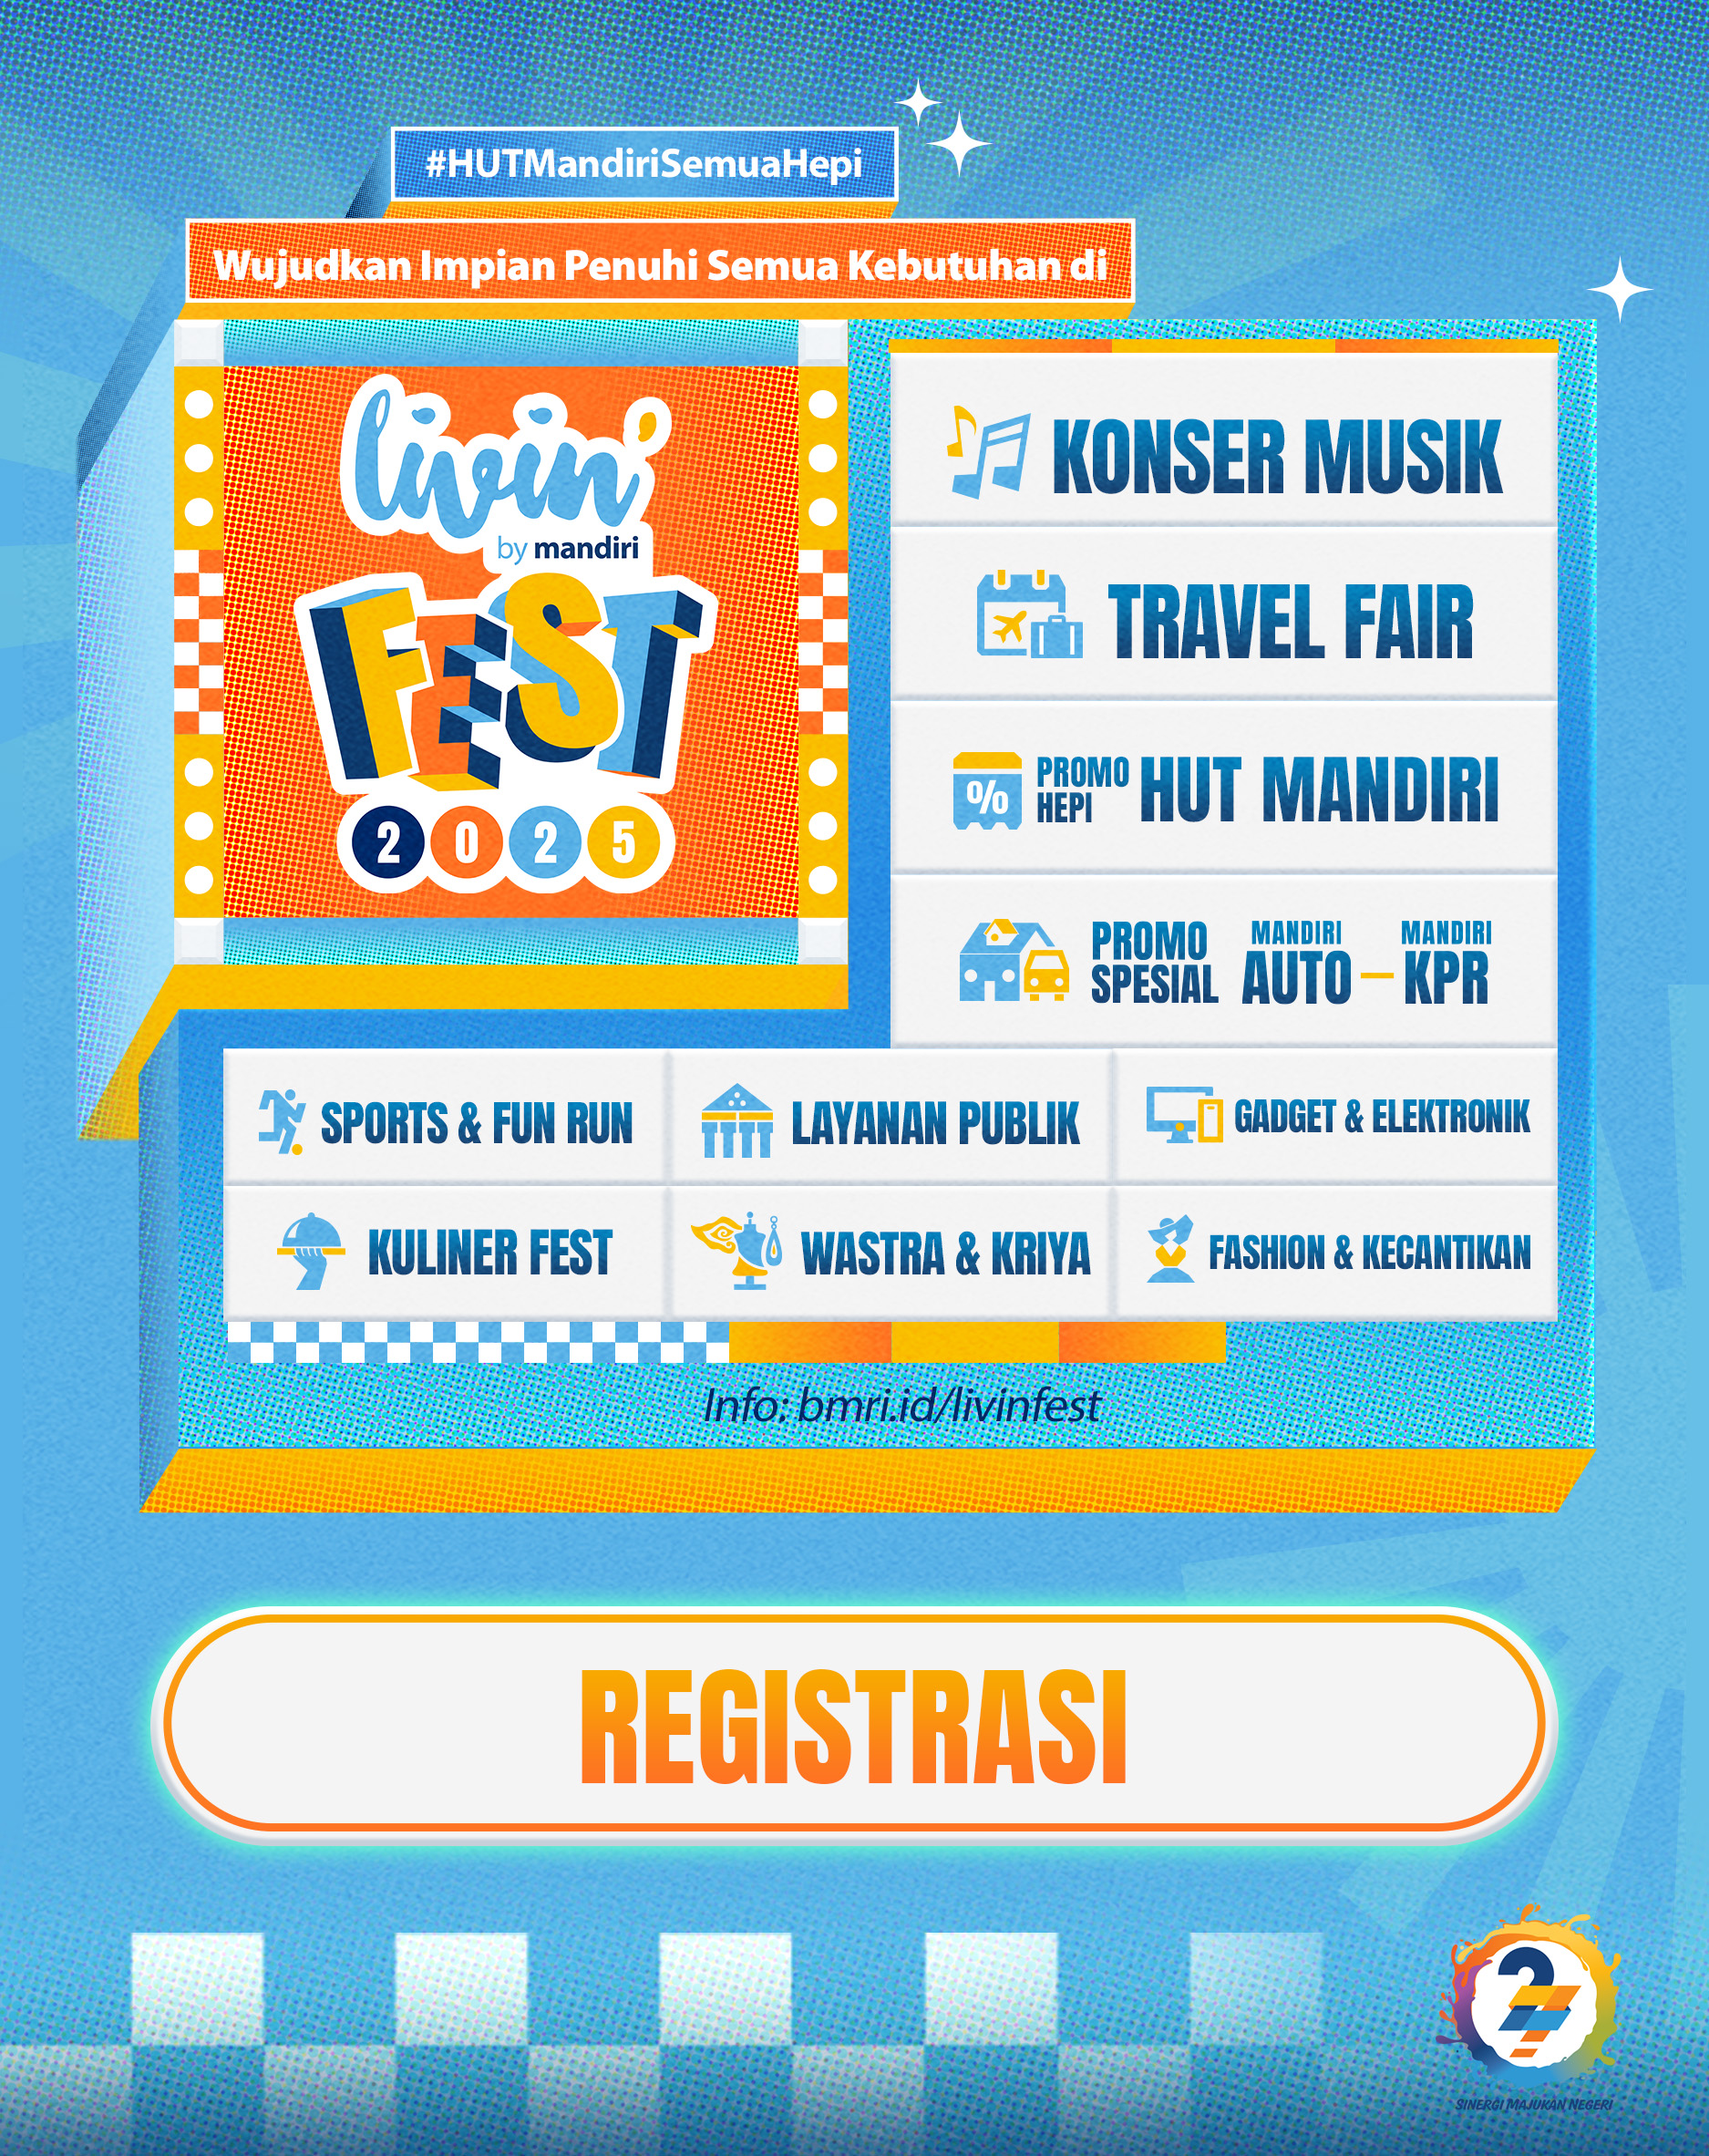 #HUTMandiriSemuaHepi
Wujudkan Impian Penuhi Semua Kebutuhan di
livin'
by mandiri
FEST
2025
KONSER MUSIK
TRAVEL FAIR
%
PROMO
HEPI
HUT MANDIRI
PROMO
SPESIAL
MANDIRI
AUTO
–
MANDIRI
KPR
SPORTS & FUN RUN
LAYANAN PUBLIK
GADGET & ELEKTRONIK
KULINER FEST
WASTRA & KRIYA
FASHION & KECANTIKAN
Info: bmri.id/livinfest
REGISTRASI
27
SINERGI MAJUKAN NEGERI